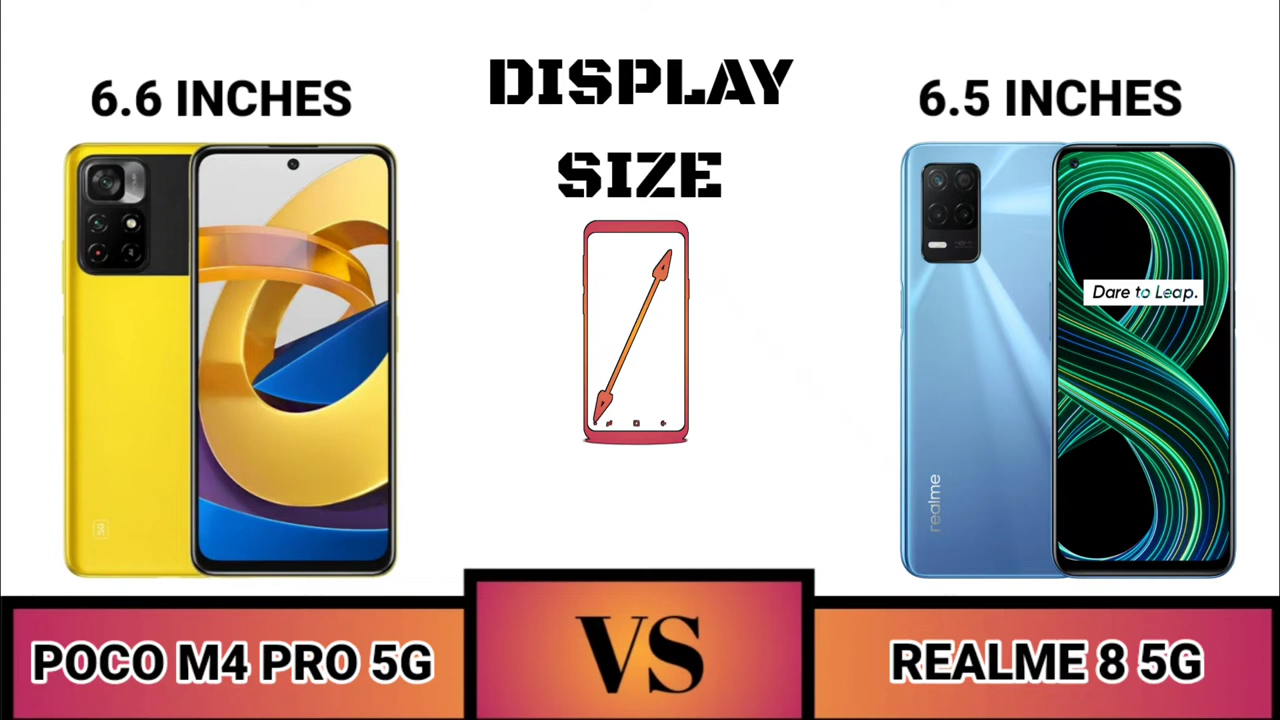 DISPLAY
SIZE
6.6 INCHES
6.5 INCHES
5G
realme
Dare to Leap.
POCO M4 PRO 5G
VS
REALME 8 5G